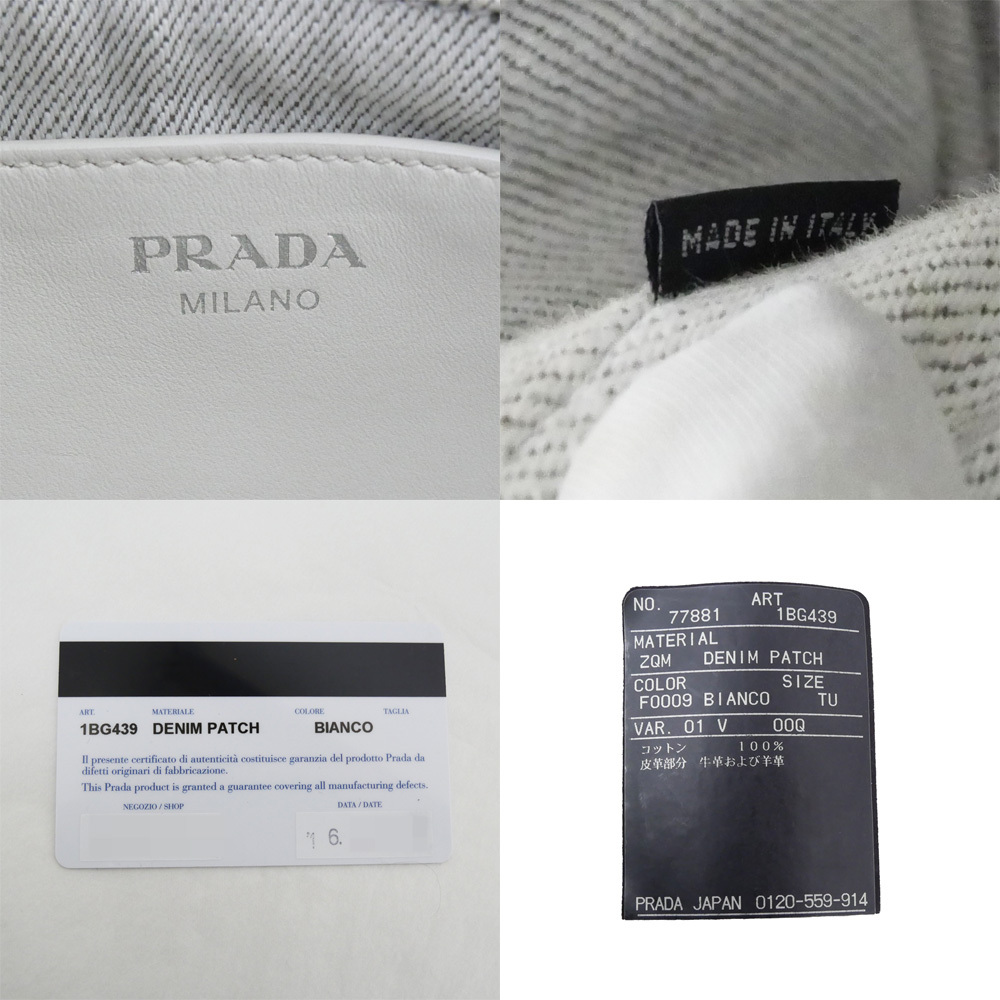 PRADA
MILANO
MADE IN ITALY
ART. MATERIALE COLORE TAGLIA
1BG439 DENIM PATCH BIANCO
Il presente certificato di autenticità costituisce garanzia del prodotto Prada da
difetti originari di fabbricazione.
This Prada product is granted a guarantee covering all manufacturing defects.
NEGOZIO / SHOP DATA / DATE
6.
NO. ART
77881 1BG439
MATERIAL
ZQM DENIM PATCH
COLOR SIZE
F0009 BIANCO TU
VAR. 01 V 00Q
コットン 100%
皮革部分 牛革および羊革
PRADA JAPAN 0120-559-914